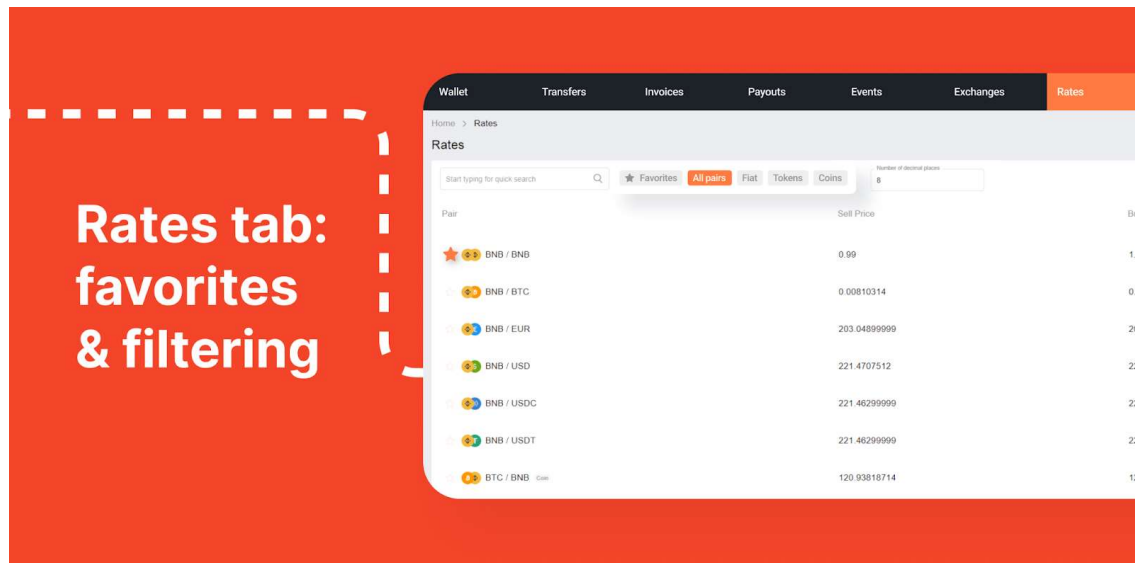 Rates tab:
favorites
& filtering
Wallet Transfers Invoices Payouts Events Exchanges Rates
Home > Rates
Rates
Start typing for quick search
Favorites All pairs Fiat Tokens Coins
Number of decimal places
8
Pair Sell Price
BNB / BNB 0.99
BNB / BTC 0.00810314
BNB / EUR 203.04899999
BNB / USD 221.4707512
BNB / USDC 221.46299999
BNB / USDT 221.46299999
BTC / BNB Coin 120.93818714